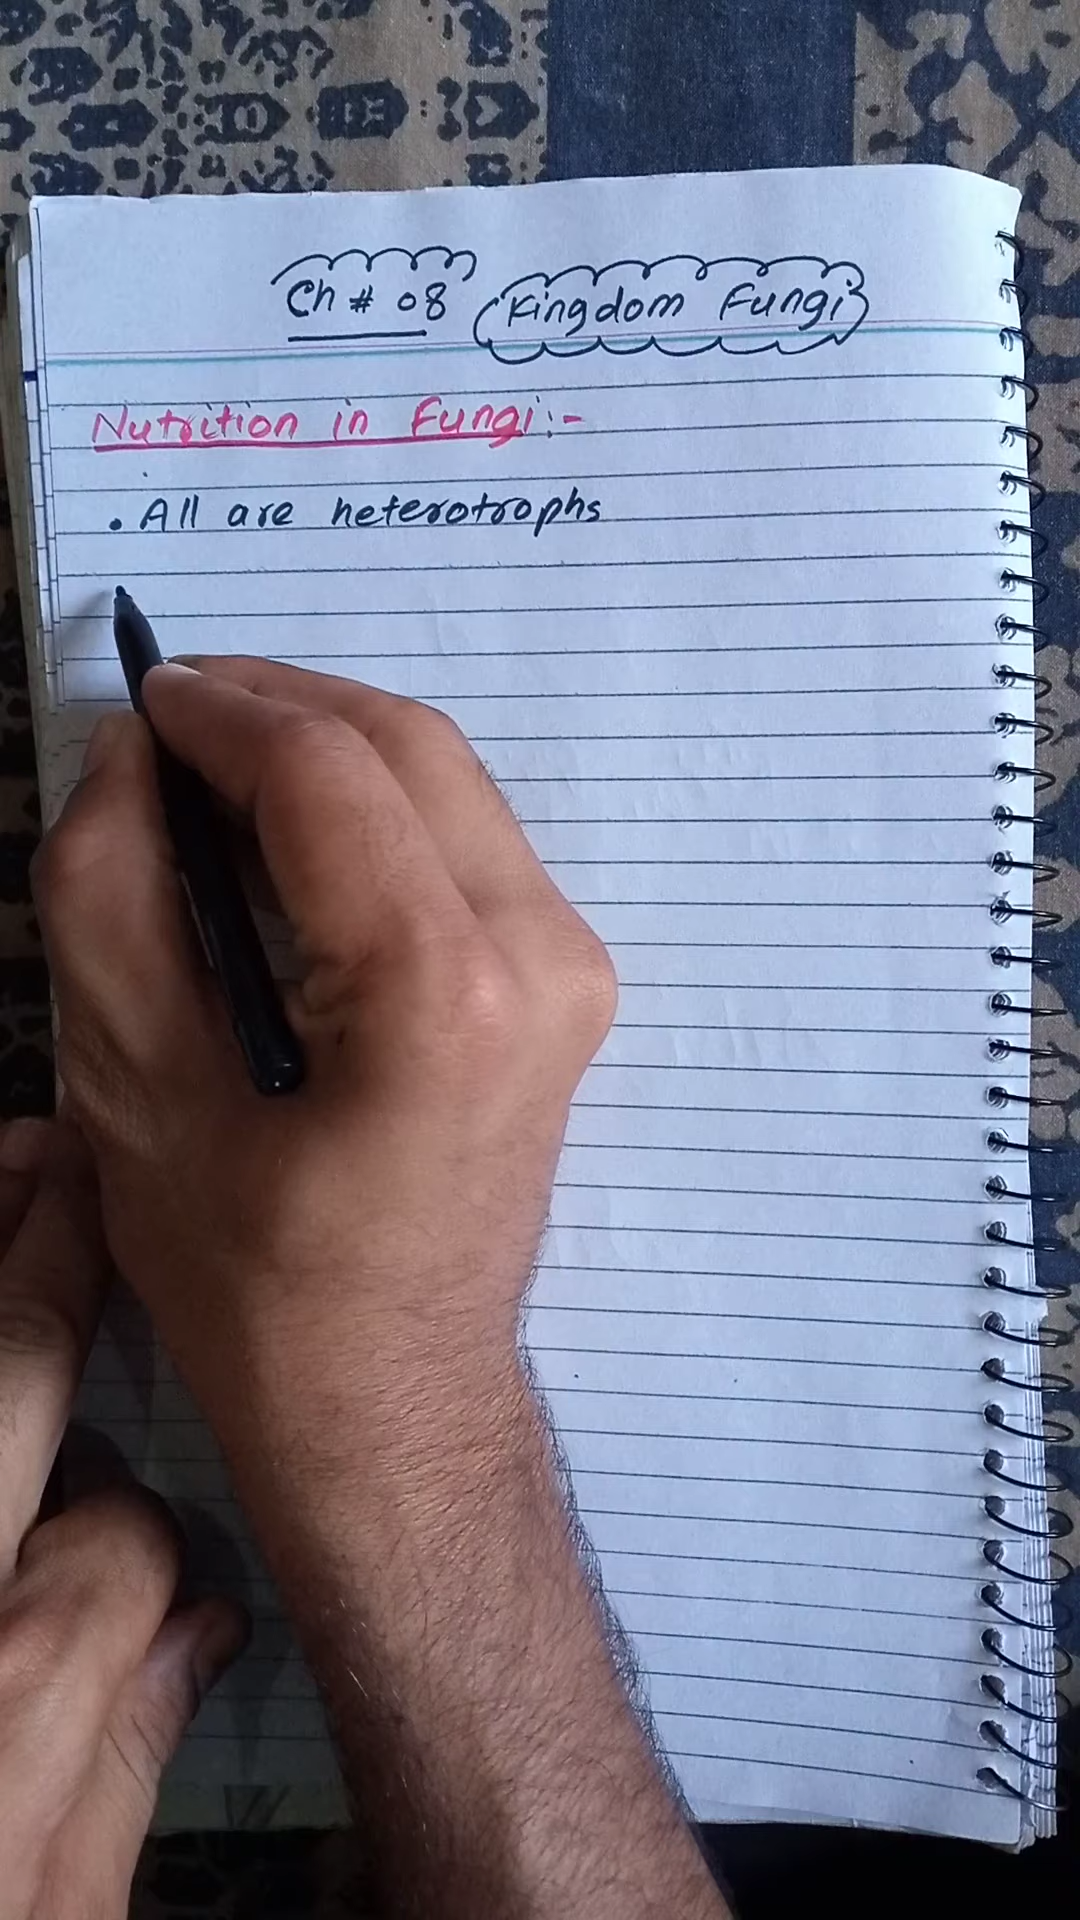 Ch # 08 Kingdom Fungi
Nutrition in Fungi:-
• All are heterotrophs